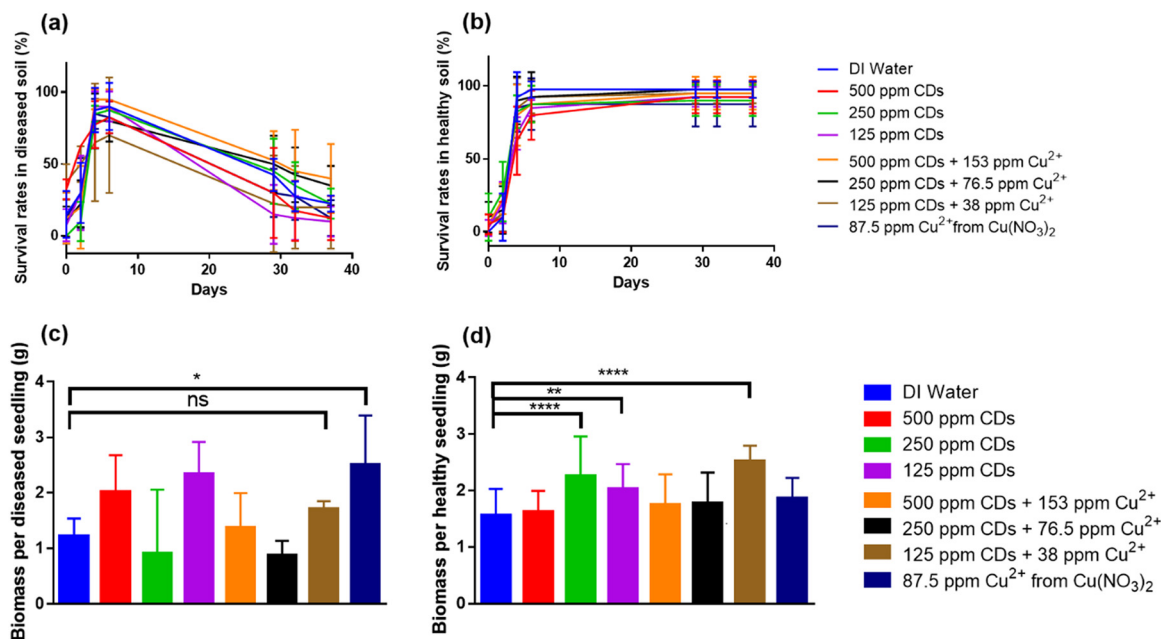 (a)
Survival rates in diseased soil (%)
100
50
0
0 10 20 30 40
Days
(b)
Survival rates in healthy soil (%)
100
50
0
0 10 20 30 40
Days
DI Water
500 ppm CDs
250 ppm CDs
125 ppm CDs
500 ppm CDs + 153 ppm Cu²⁺
250 ppm CDs + 76.5 ppm Cu²⁺
125 ppm CDs + 38 ppm Cu²⁺
87.5 ppm Cu²⁺from Cu(NO₃)₂
(c)
Biomass per diseased seedling (g)
4
3
2
1
0
*
ns
(d)
Biomass per healthy seedling (g)
4
3
2
1
0
****
**
****
DI Water
500 ppm CDs
250 ppm CDs
125 ppm CDs
500 ppm CDs + 153 ppm Cu²⁺
250 ppm CDs + 76.5 ppm Cu²⁺
125 ppm CDs + 38 ppm Cu²⁺
87.5 ppm Cu²⁺ from Cu(NO₃)₂